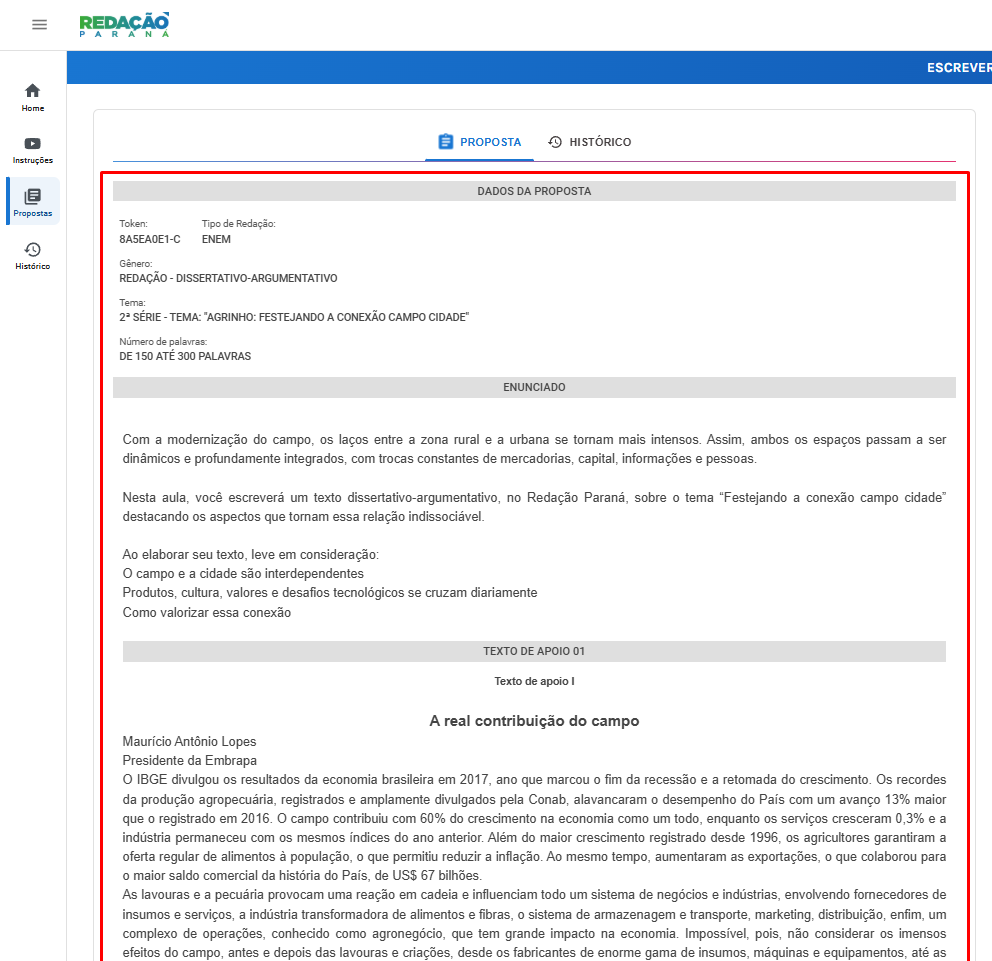 REDAÇÃO
PARANÁ
ESCREVER
Home
Instruções
Propostas
Histórico
PROPOSTA
HISTÓRICO
DADOS DA PROPOSTA
Token: Tipo de Redação:
8A5EA0E1-C ENEM
Gênero:
REDAÇÃO - DISSERTATIVO-ARGUMENTATIVO
Tema:
2ª SÉRIE - TEMA: "AGRINHO: FESTEJANDO A CONEXÃO CAMPO CIDADE"
Número de palavras:
DE 150 ATÉ 300 PALAVRAS
ENUNCIADO
Com a modernização do campo, os laços entre a zona rural e a urbana se tornam mais intensos. Assim, ambos os espaços passam a ser
dinâmicos e profundamente integrados, com trocas constantes de mercadorias, capital, informações e pessoas.
Nesta aula, você escreverá um texto dissertativo-argumentativo, no Redação Paraná, sobre o tema “Festejando a conexão campo cidade”
destacando os aspectos que tornam essa relação indissociável.
Ao elaborar seu texto, leve em consideração:
O campo e a cidade são interdependentes
Produtos, cultura, valores e desafios tecnológicos se cruzam diariamente
Como valorizar essa conexão
TEXTO DE APOIO 01
Texto de apoio I
A real contribuição do campo
Maurício Antônio Lopes
Presidente da Embrapa
O IBGE divulgou os resultados da economia brasileira em 2017, ano que marcou o fim da recessão e a retomada do crescimento. Os recordes
da produção agropecuária, registrados e amplamente divulgados pela Conab, alavancaram o desempenho do País com um avanço 13% maior
que o registrado em 2016. O campo contribuiu com 60% do crescimento na economia como um todo, enquanto os serviços cresceram 0,3% e a
indústria permaneceu com os mesmos índices do ano anterior. Além do maior crescimento registrado desde 1996, os agricultores garantiram a
oferta regular de alimentos à população, o que permitiu reduzir a inflação. Ao mesmo tempo, aumentaram as exportações, o que colaborou para
o maior saldo comercial da história do País, de US$ 67 bilhões.
As lavouras e a pecuária provocam uma reação em cadeia e influenciam todo um sistema de negócios e indústrias, envolvendo fornecedores de
insumos e serviços, a indústria transformadora de alimentos e fibras, o sistema de armazenagem e transporte, marketing, distribuição, enfim, um
complexo de operações, conhecido como agronegócio, que tem grande impacto na economia. Impossível, pois, não considerar os imensos
efeitos do campo, antes e depois das lavouras e criações, desde os fabricantes de enorme gama de insumos, máquinas e equipamentos, até as